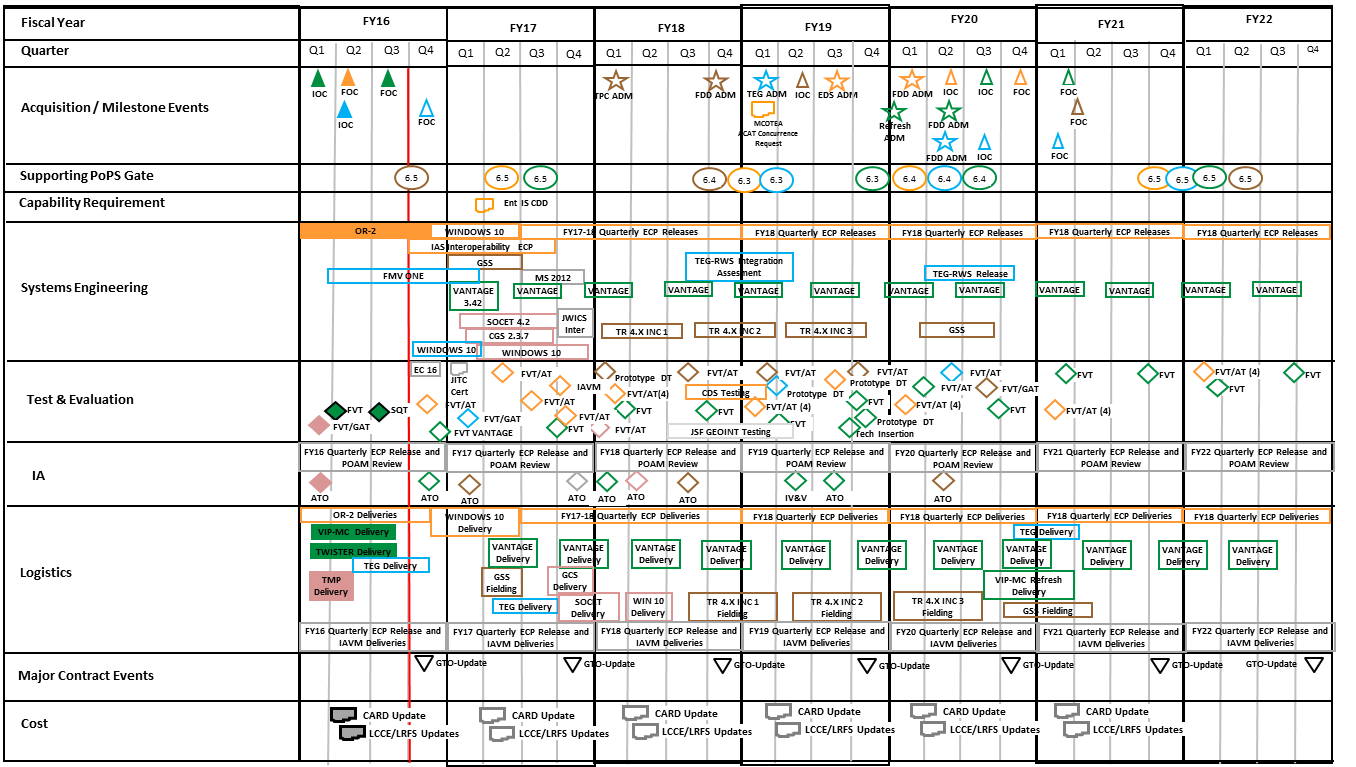 Fiscal Year FY16 FY17 FY18 FY19 FY20 FY21 FY22
Quarter Q1 Q2 Q3 Q4 Q1 Q2 Q3 Q4 Q1 Q2 Q3 Q4 Q1 Q2 Q3 Q4 Q1 Q2 Q3 Q4 Q1 Q2 Q3 Q4 Q1 Q2 Q3 Q4
Acquisition / Milestone Events
IOC FOC FOC TPC ADM FDD ADM TEG ADM IOC EDS ADM FDD ADM IOC IOC FOC FOC
IOC FOC MCOTEA
ACAT Concurrence
Request
Refresh
ADM
FDD ADM FOC
FDD ADM IOC FOC
Supporting PoPS Gate 6.5 6.5 6.5 6.4 6.3 6.3 6.3 6.4 6.4 6.4 6.5 6.5 6.5 6.5
Capability Requirement Ent IS CDD
Systems Engineering
OR-2 WINDOWS 10 FY17-18 Quarterly ECP Releases FY18 Quarterly ECP Releases FY18 Quarterly ECP Releases FY18 Quarterly ECP Releases FY18 Quarterly ECP Releases
IAS Interoperability ECP
GSS TEG-RWS Integration
Assesment
FMV ONE MS 2012 TEG-RWS Release
VANTAGE
3.42
VANTAGE VANTAGE VANTAGE VANTAGE VANTAGE VANTAGE VANTAGE VANTAGE VANTAGE VANTAGE VANTAGE
SOCET 4.2 JWICS
Inter
CGS 2.3.7 TR 4.X INC 1 TR 4.X INC 2 TR 4.X INC 3 GSS
WINDOWS 10 WINDOWS 10
Test & Evaluation
EC 16 JITC
Cert
FVT/AT IAVM Prototype DT FVT/AT FVT/AT FVT/AT FVT/AT FVT FVT FVT/AT (4) FVT
FVT/AT(4) CDS Testing Prototype DT Prototype DT FVT FVT/GAT
FVT SQT FVT/AT FVT/AT FVT FVT FVT/AT (4) FVT FVT/AT (4) FVT FVT/AT (4) FVT
FVT/GAT FVT/GAT FVT/AT FVT Prototype DT
FVT VANTAGE FVT FVT/AT JSF GEOINT Testing Tech Insertion
IA
FY16 Quarterly ECP Release and
POAM Review
FY17 Quarterly ECP Release and
POAM Review
FY18 Quarterly ECP Release and
POAM Review
FY19 Quarterly ECP Release and
POAM Review
FY20 Quarterly ECP Release and
POAM Review
FY21 Quarterly ECP Release and
POAM Review
FY22 Quarterly ECP Release and
POAM Review
ATO ATO ATO ATO ATO ATO ATO IV&V ATO ATO
Logistics
OR-2 Deliveries WINDOWS 10
Delivery
FY17-18 Quarterly ECP Deliveries FY18 Quarterly ECP Deliveries FY18 Quarterly ECP Deliveries FY18 Quarterly ECP Deliveries FY18 Quarterly ECP Deliveries
VIP-MC Delivery TEG Delivery
TWISTER Delivery
VANTAGE
Delivery
VANTAGE
Delivery
VANTAGE
Delivery
VANTAGE
Delivery
VANTAGE
Delivery
VANTAGE
Delivery
VANTAGE
Delivery
VANTAGE
Delivery
VANTAGE
Delivery
VANTAGE
Delivery
VANTAGE
Delivery
TEG Delivery
TMP
Delivery
GSS
Fielding
GCS
Delivery
VIP-MC Refresh
Delivery
TEG Delivery
SOCET
Delivery
WIN 10
Delivery
TR 4.X INC 1
Fielding
TR 4.X INC 2
Fielding
TR 4.X INC 3
Fielding
GSS Fielding
FY16 Quarterly ECP Release and
IAVM Deliveries
FY17 Quarterly ECP Release and
IAVM Deliveries
FY18 Quarterly ECP Release and
IAVM Deliveries
FY19 Quarterly ECP Release and
IAVM Deliveries
FY20 Quarterly ECP Release and
IAVM Deliveries
FY21 Quarterly ECP Release and
IAVM Deliveries
FY22 Quarterly ECP Release and
IAVM Deliveries
Major Contract Events GTO-Update GTO-Update GTO-Update GTO-Update GTO-Update GTO-Update GTO-Update
Cost
CARD Update CARD Update CARD Update CARD Update CARD Update CARD Update
LCCE/LRFS Updates LCCE/LRFS Updates LCCE/LRFS Updates LCCE/LRFS Updates LCCE/LRFS Updates LCCE/LRFS Updates